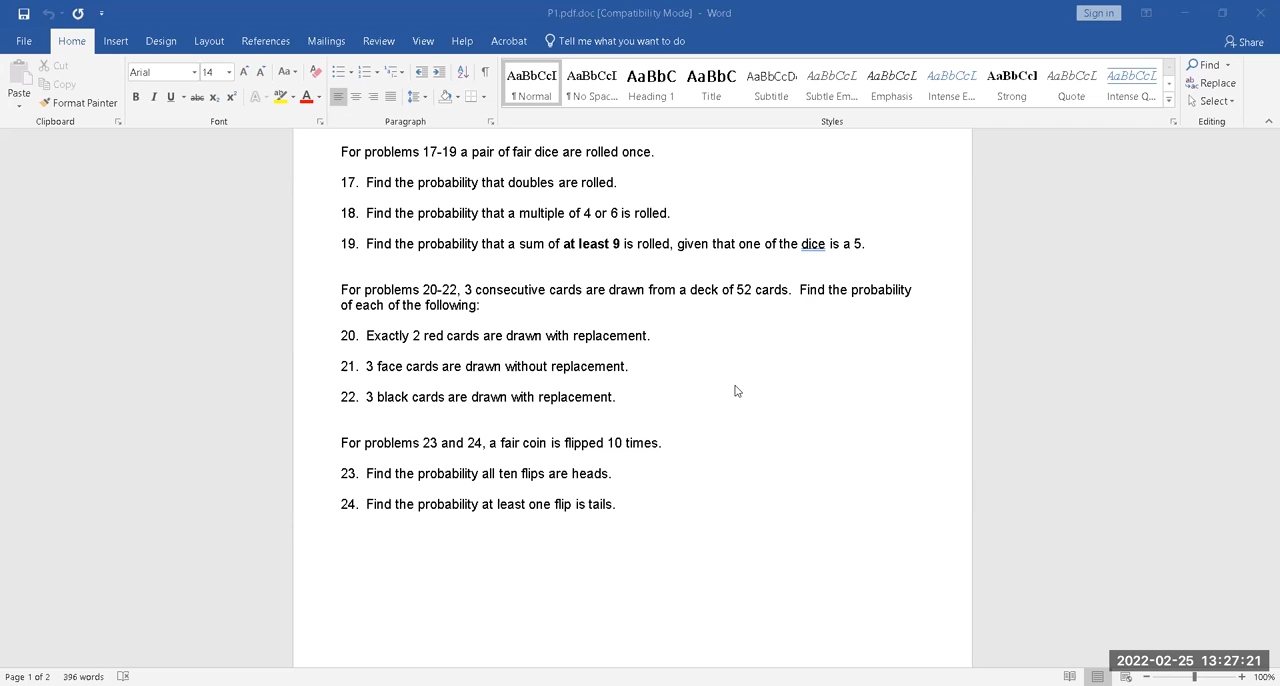 P1.pdf.doc [Compatibility Mode] - Word
Sign in
File Home Insert Design Layout References Mailings Review View Help Acrobat Tell me what you want to do Share
Paste
Cut
Copy
Format Painter
Arial 14
AaBbCcI AaBbCcI AaBbC AaBbC AaBbCcDı AaBbCcL AaBbCcL AaBbCcL AaBbCcI AaBbCcL AaBbCcL
¶ Normal ¶ No Spac... Heading 1 Title Subtitle Subtle Em... Emphasis Intense E... Strong Quote Intense Q...
Find
Replace
Select
Clipboard Font Paragraph Styles Editing
For problems 17-19 a pair of fair dice are rolled once.
17. Find the probability that doubles are rolled.
18. Find the probability that a multiple of 4 or 6 is rolled.
19. Find the probability that a sum of at least 9 is rolled, given that one of the dice is a 5.
For problems 20-22, 3 consecutive cards are drawn from a deck of 52 cards. Find the probability
of each of the following:
20. Exactly 2 red cards are drawn with replacement.
21. 3 face cards are drawn without replacement.
22. 3 black cards are drawn with replacement.
For problems 23 and 24, a fair coin is flipped 10 times.
23. Find the probability all ten flips are heads.
24. Find the probability at least one flip is tails.
2022-02-25 13:27:21
Page 1 of 2 396 words 100%